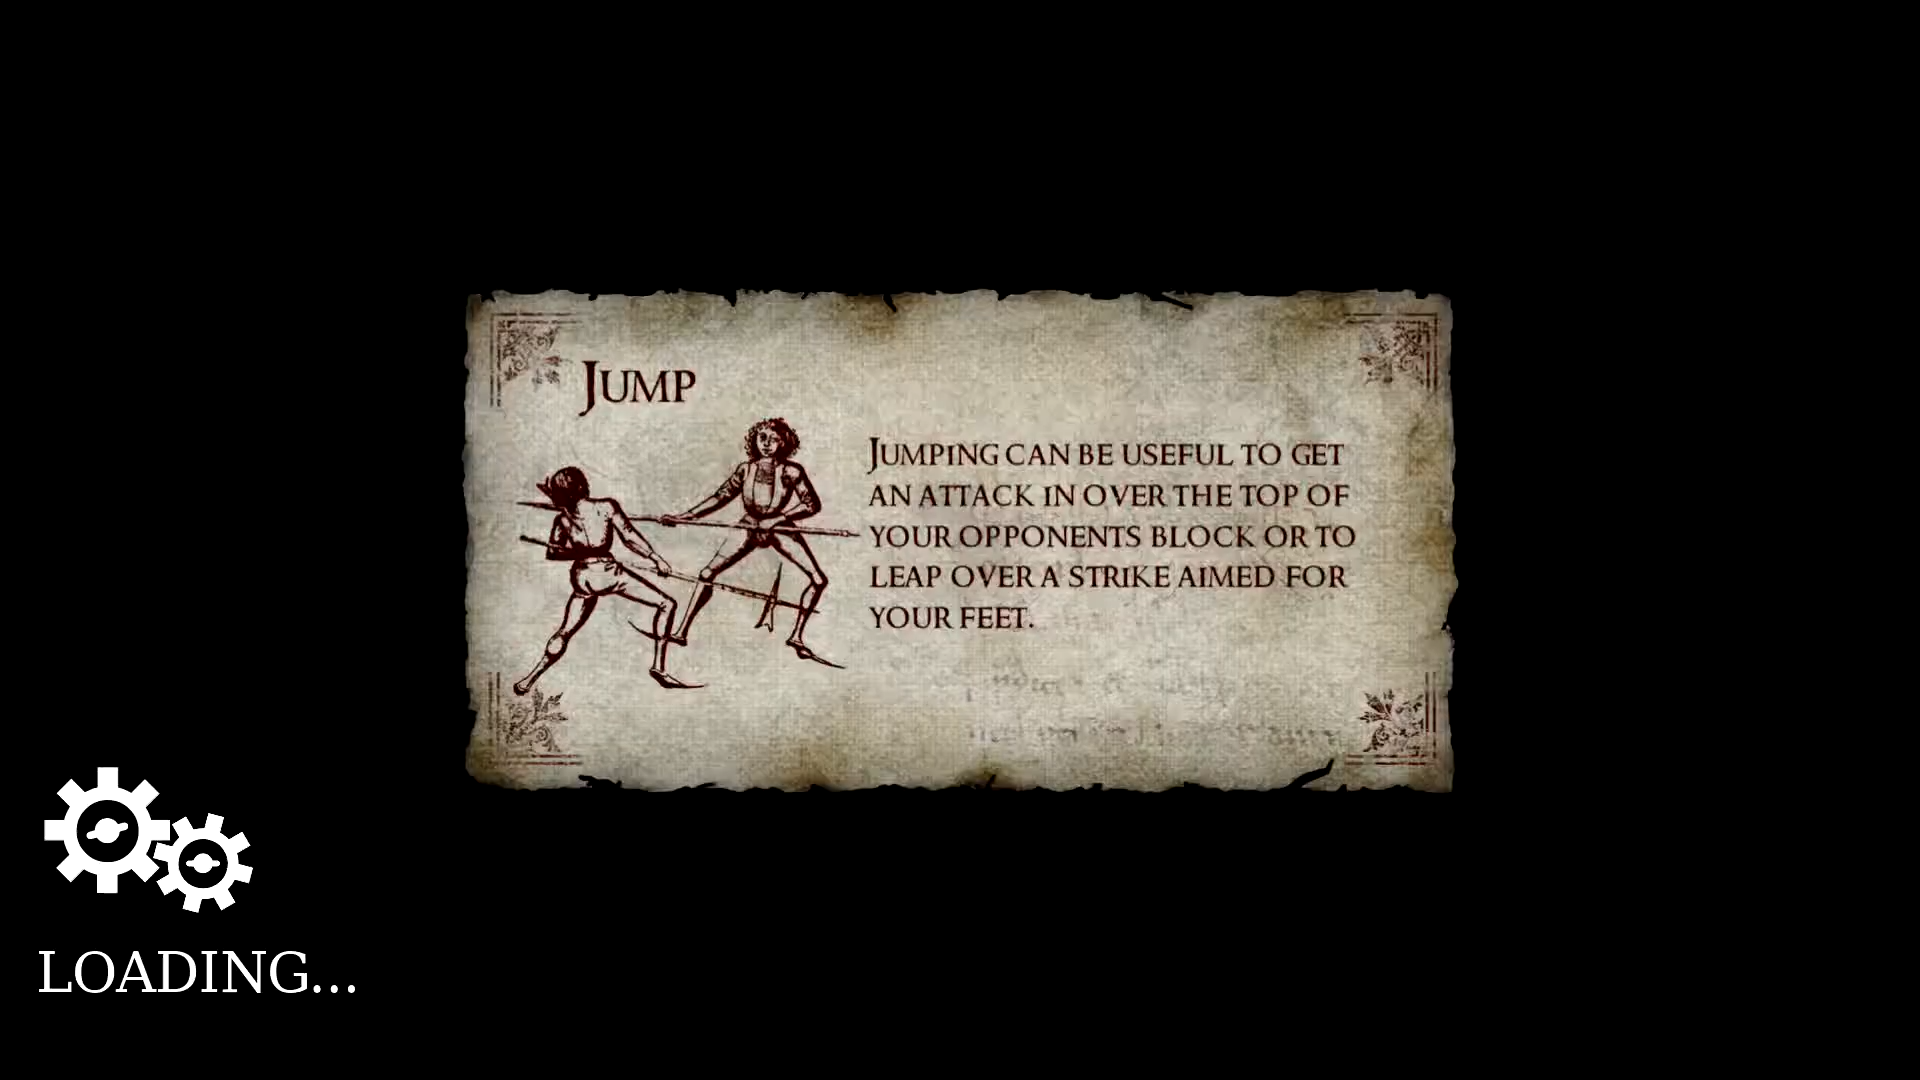 JUMP
JUMPING CAN BE USEFUL TO GET
AN ATTACK IN OVER THE TOP OF
YOUR OPPONENTS BLOCK OR TO
LEAP OVER A STRIKE AIMED FOR
YOUR FEET.
LOADING...